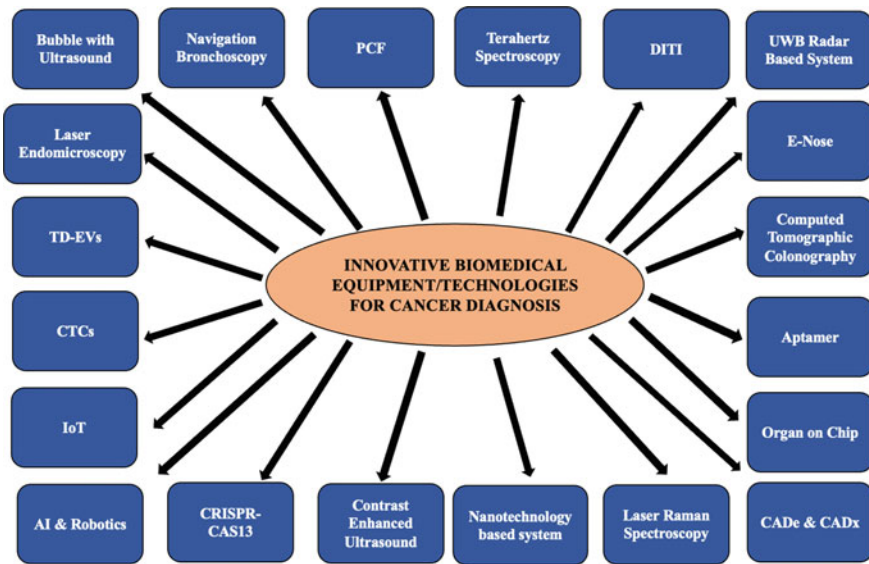 Bubble with
Ultrasound
Navigation
Bronchoscopy
PCF
Terahertz
Spectroscopy
DITI
UWB Radar
Based System
Laser
Endomicroscopy
E-Nose
TD-EVs
INNOVATIVE BIOMEDICAL
EQUIPMENT/TECHNOLOGIES
FOR CANCER DIAGNOSIS
Computed
Tomographic
Colonography
CTCs
Aptamer
IoT
Organ on Chip
AI & Robotics
CRISPR-
CAS13
Contrast
Enhanced
Ultrasound
Nanotechnology
based system
Laser Raman
Spectroscopy
CADe & CADx